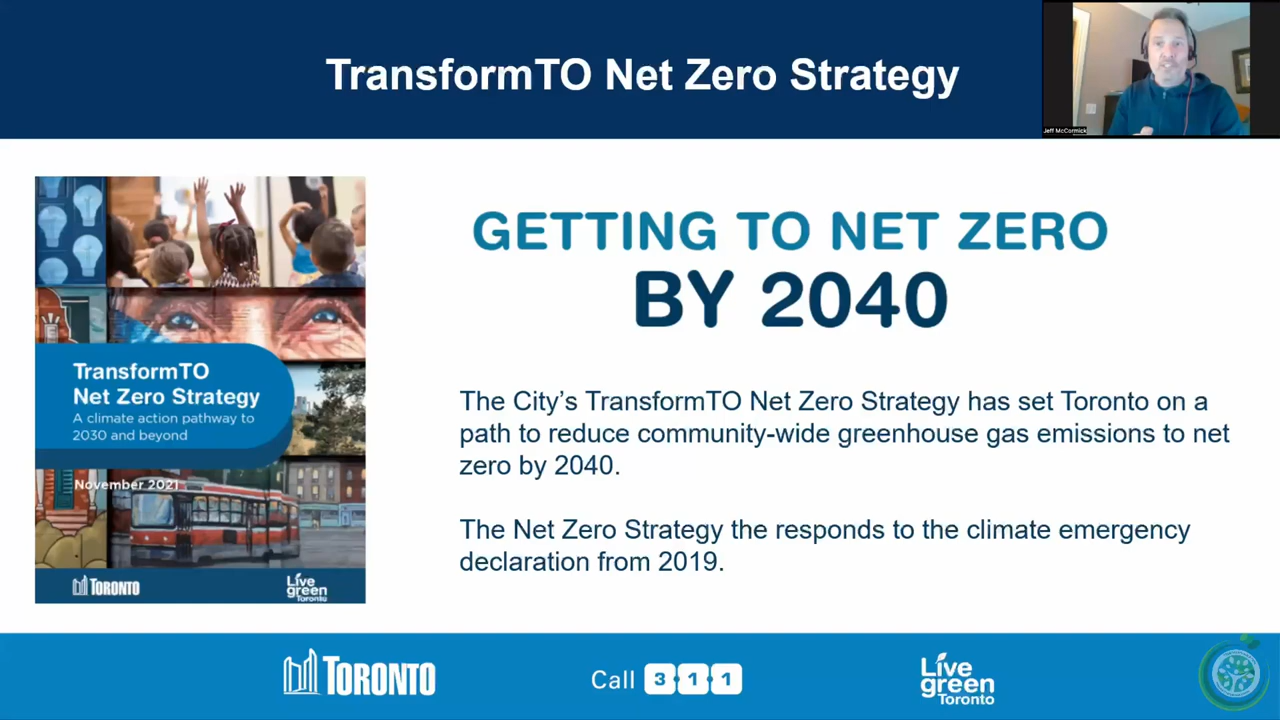 TransformTO Net Zero Strategy
Jeff McCormick
TransformTO
Net Zero Strategy
A climate action pathway to
2030 and beyond
November 2021
TORONTO
Live
green
Toronto
GETTING TO NET ZERO
BY 2040
The City’s TransformTO Net Zero Strategy has set Toronto on a
path to reduce community-wide greenhouse gas emissions to net
zero by 2040.
The Net Zero Strategy the responds to the climate emergency
declaration from 2019.
TORONTO
Call 311
Live
green
Toronto